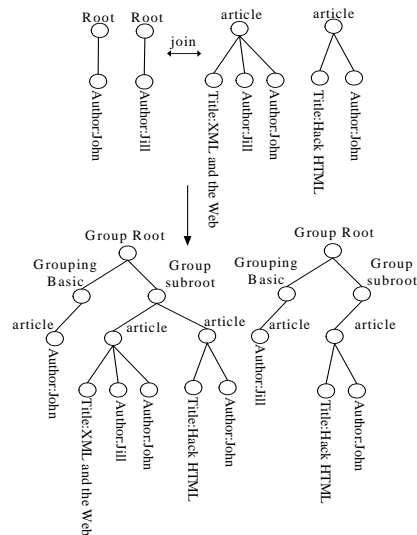 Root
Root
article
article
join
Author:John
Author:Jill
Title:XML and the Web
Author:Jill
Author:John
Title:Hack HTML
Author:John
Group Root
Group Root
Grouping
Basic
Group
subroot
Grouping
Basic
Group
subroot
article
article
article
article
article
Author:John
Author:Jill
Title:XML and the Web
Author:Jill
Author:John
Title:Hack HTML
Author:John
Title:Hack HTML
Author:John